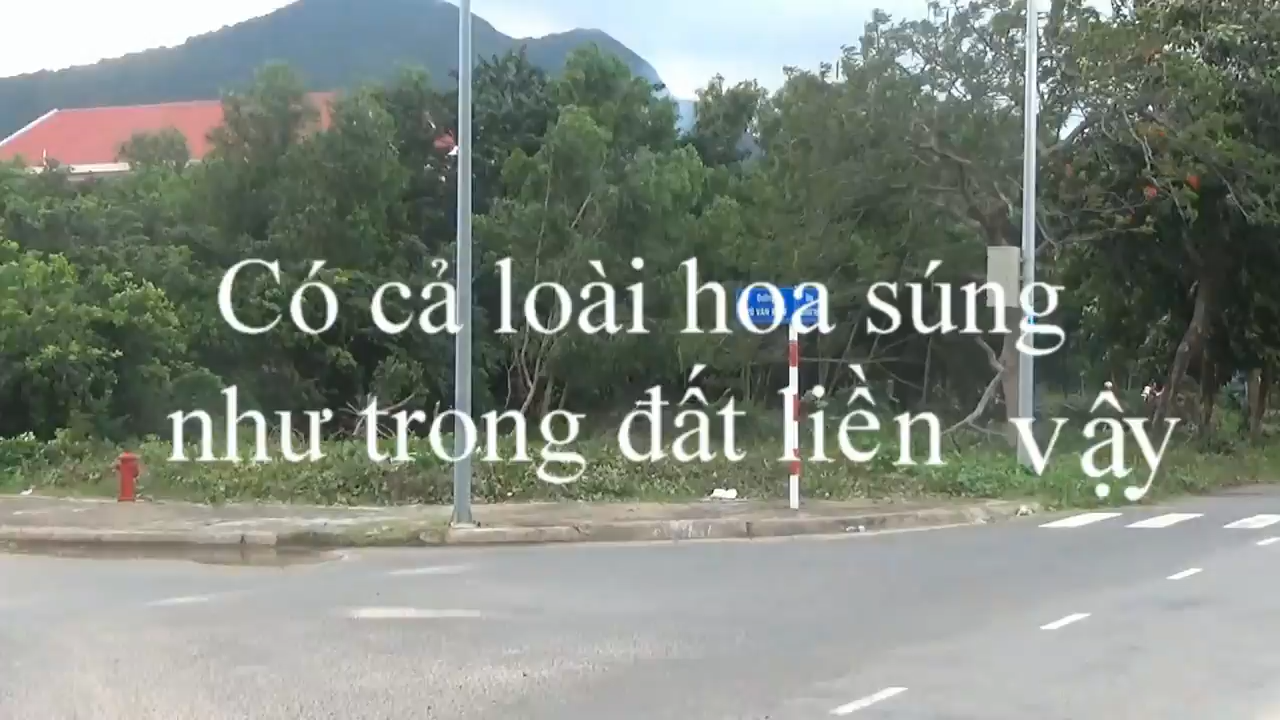 Có cả loài hoa súng
như trong đất liền vậy